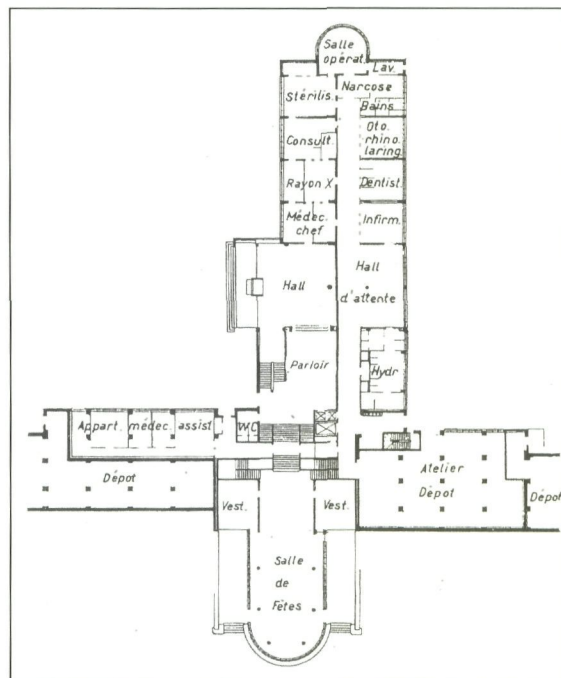 Salle
opérat.
Lav.
Stérilis.
Narcose
Bains
Consult.
Oto.
rhino.
laring
Rayon X
Dentist.
Médec.
chef
Infirm.
Hall
Hall
d'attente
Parloir
Hydr
Appart. médec. assist
W.C
Dépot
Atelier
Dépot
Dépot
Vest.
Vest.
Salle
de
Fêtes